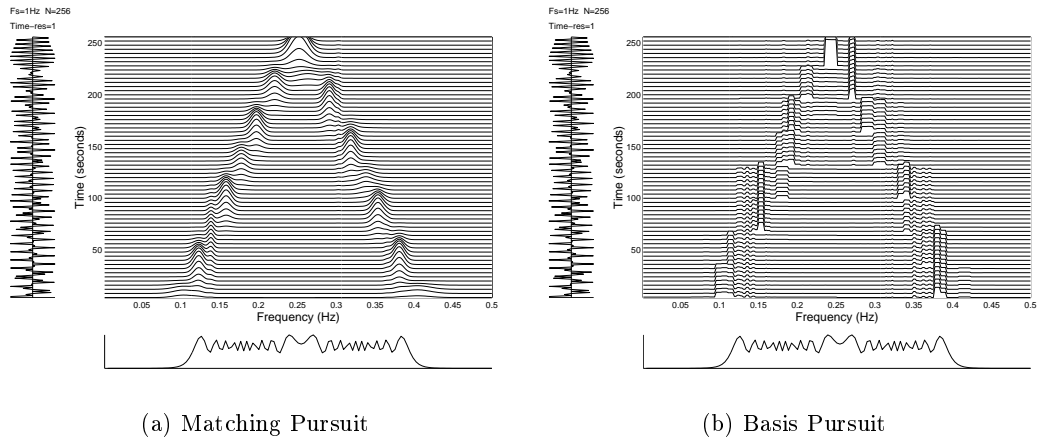 Fs=1Hz N=256
Time-res=1
250
200
150
100
50
Time (seconds)
0.05 0.1 0.15 0.2 0.25 0.3 0.35 0.4 0.45 0.5
Frequency (Hz)
(a) Matching Pursuit
Fs=1Hz N=256
Time-res=1
250
200
150
100
50
Time (seconds)
0.05 0.1 0.15 0.2 0.25 0.3 0.35 0.4 0.45 0.5
Frequency (Hz)
(b) Basis Pursuit